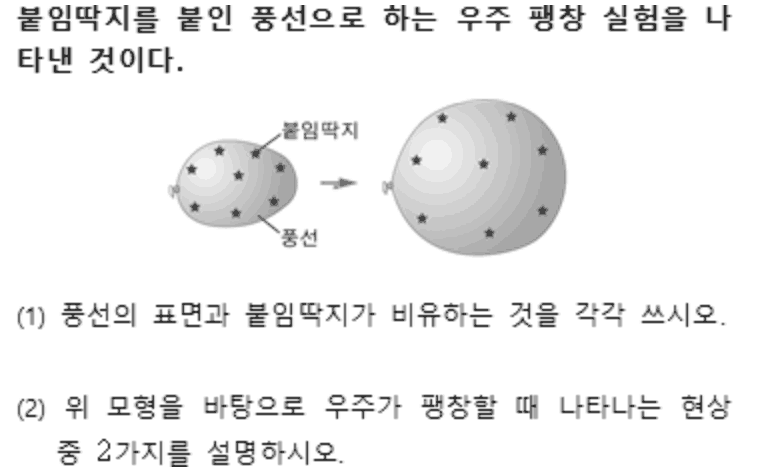 붙임딱지를 붙인 풍선으로 하는 우주 팽창 실험을 나
타낸 것이다.
붙임딱지
풍선
(1) 풍선의 표면과 붙임딱지가 비유하는 것을 각각 쓰시오.
(2) 위 모형을 바탕으로 우주가 팽창할 때 나타나는 현상
중 2가지를 설명하시오.